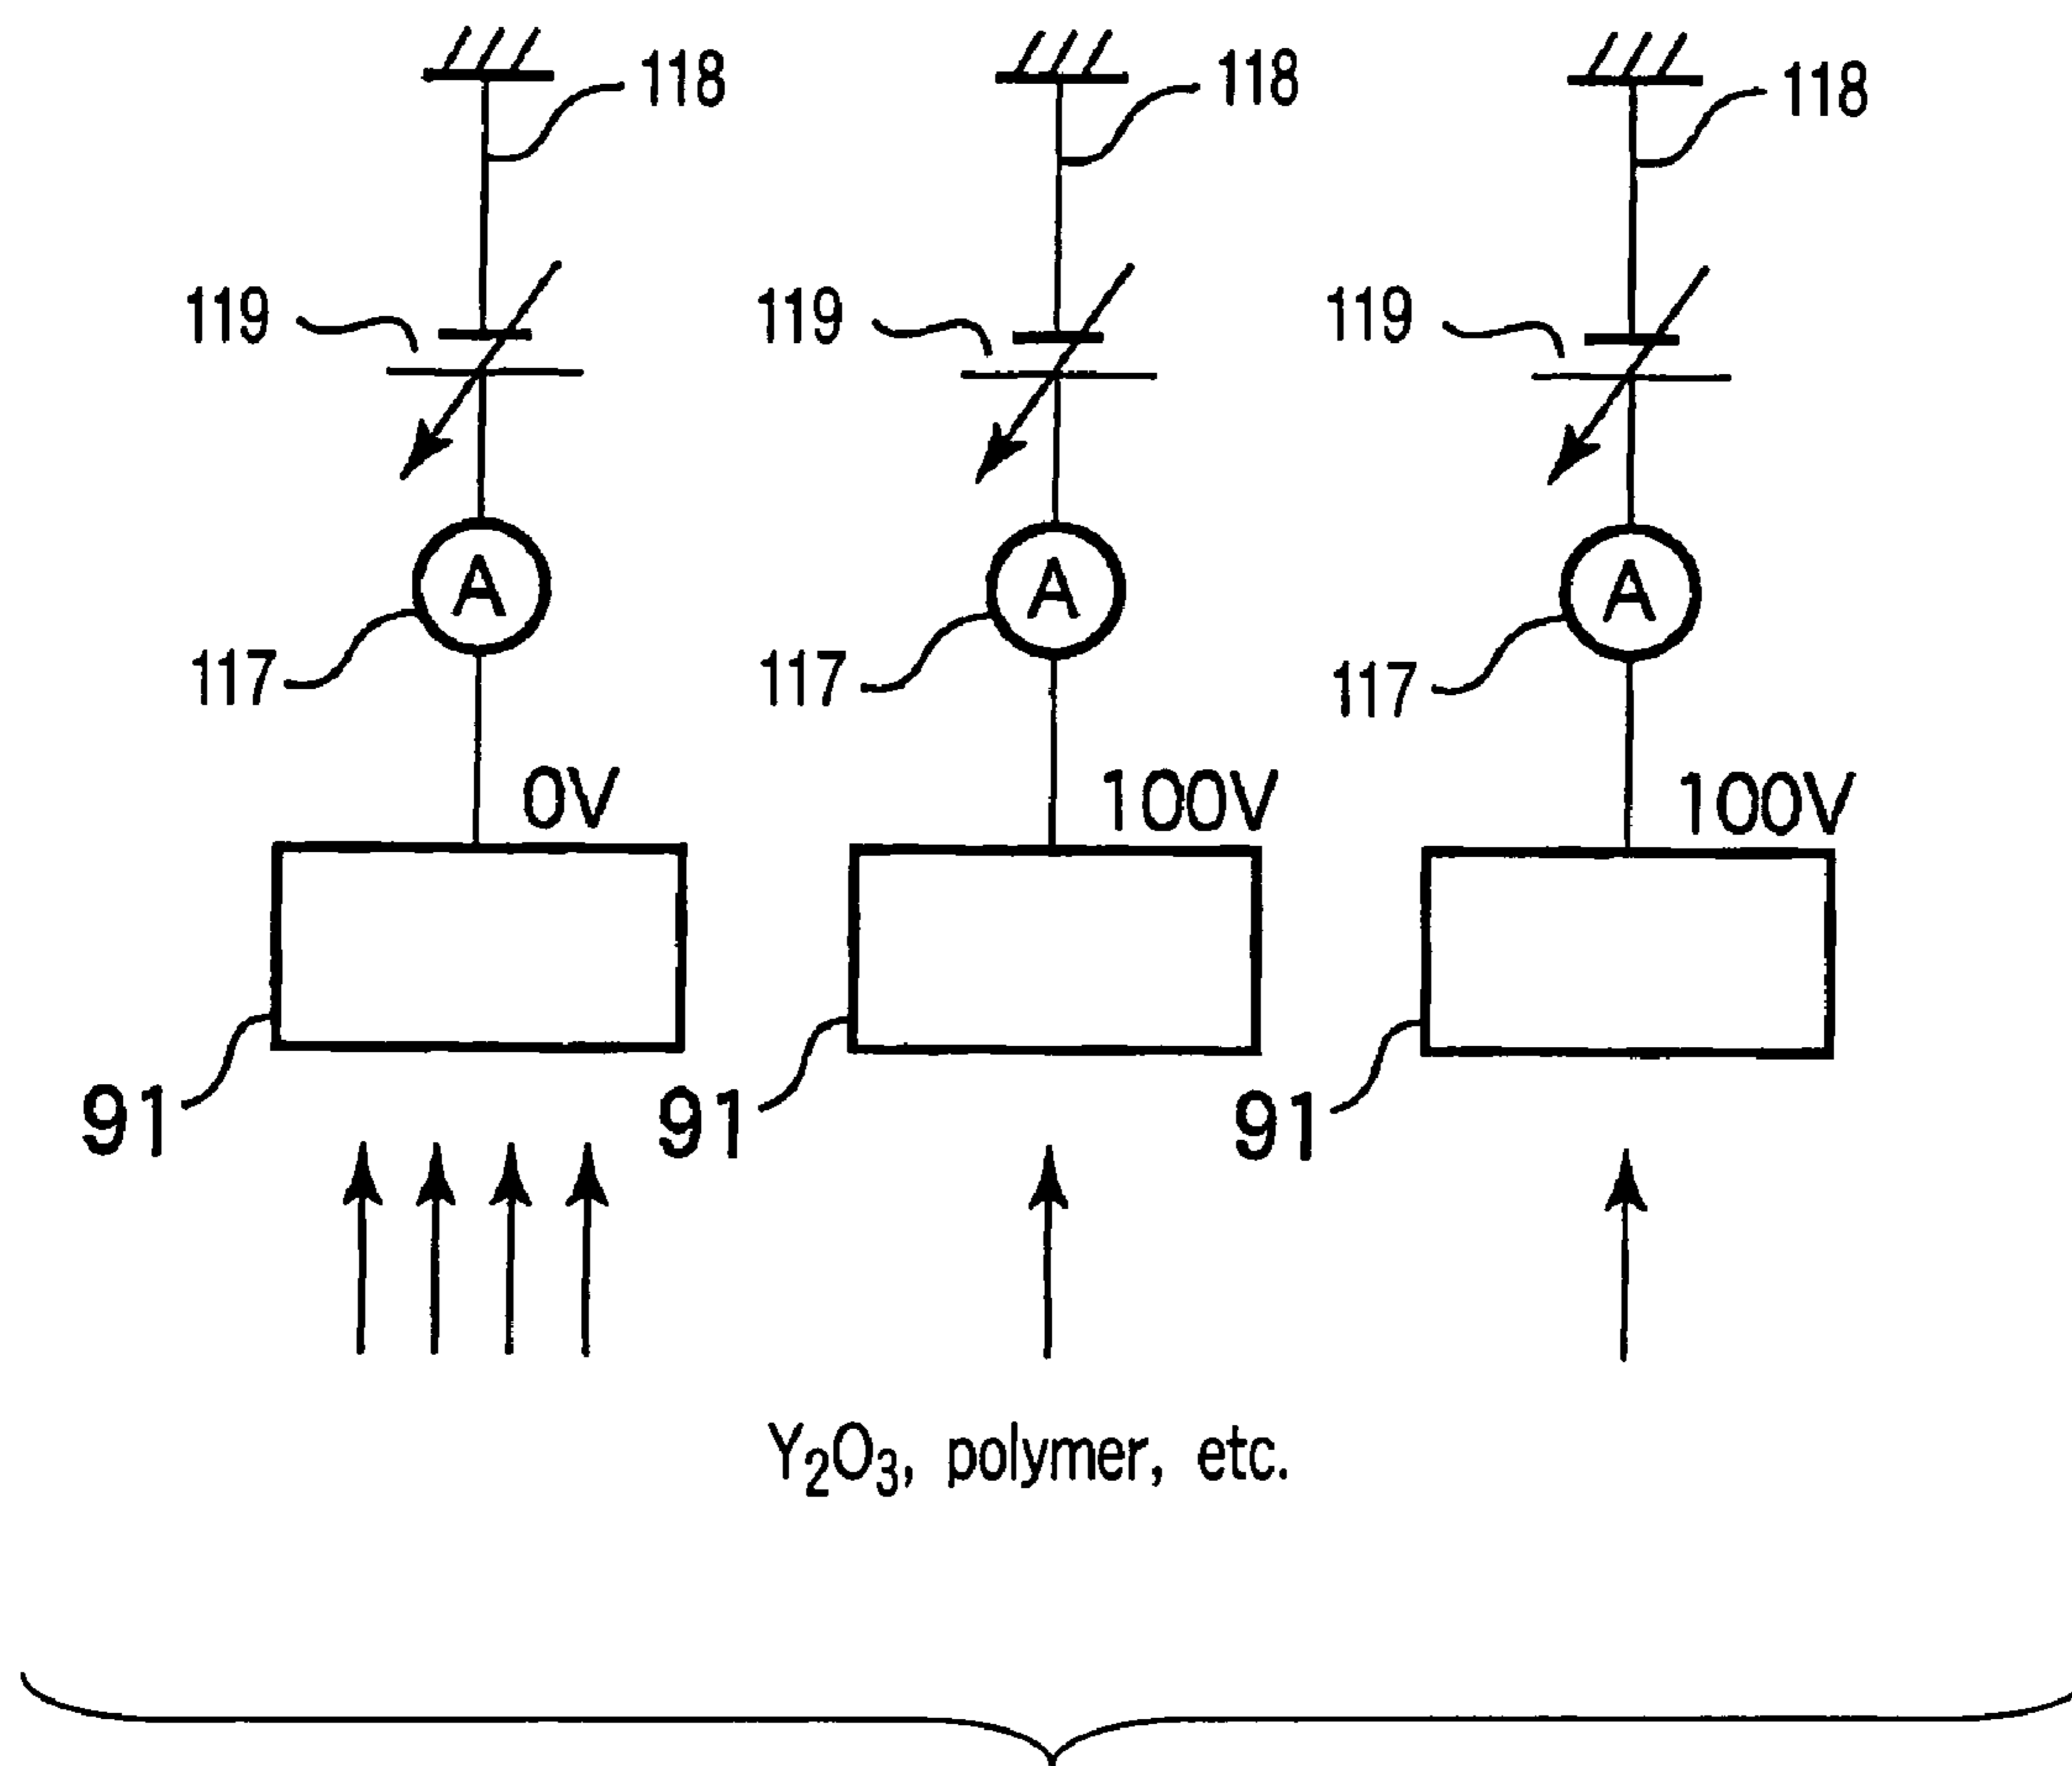 118 118 118
119 119 119
A A A
117 117 117
0V 100V 100V
91 91 91
Y₂O₃, polymer, etc.